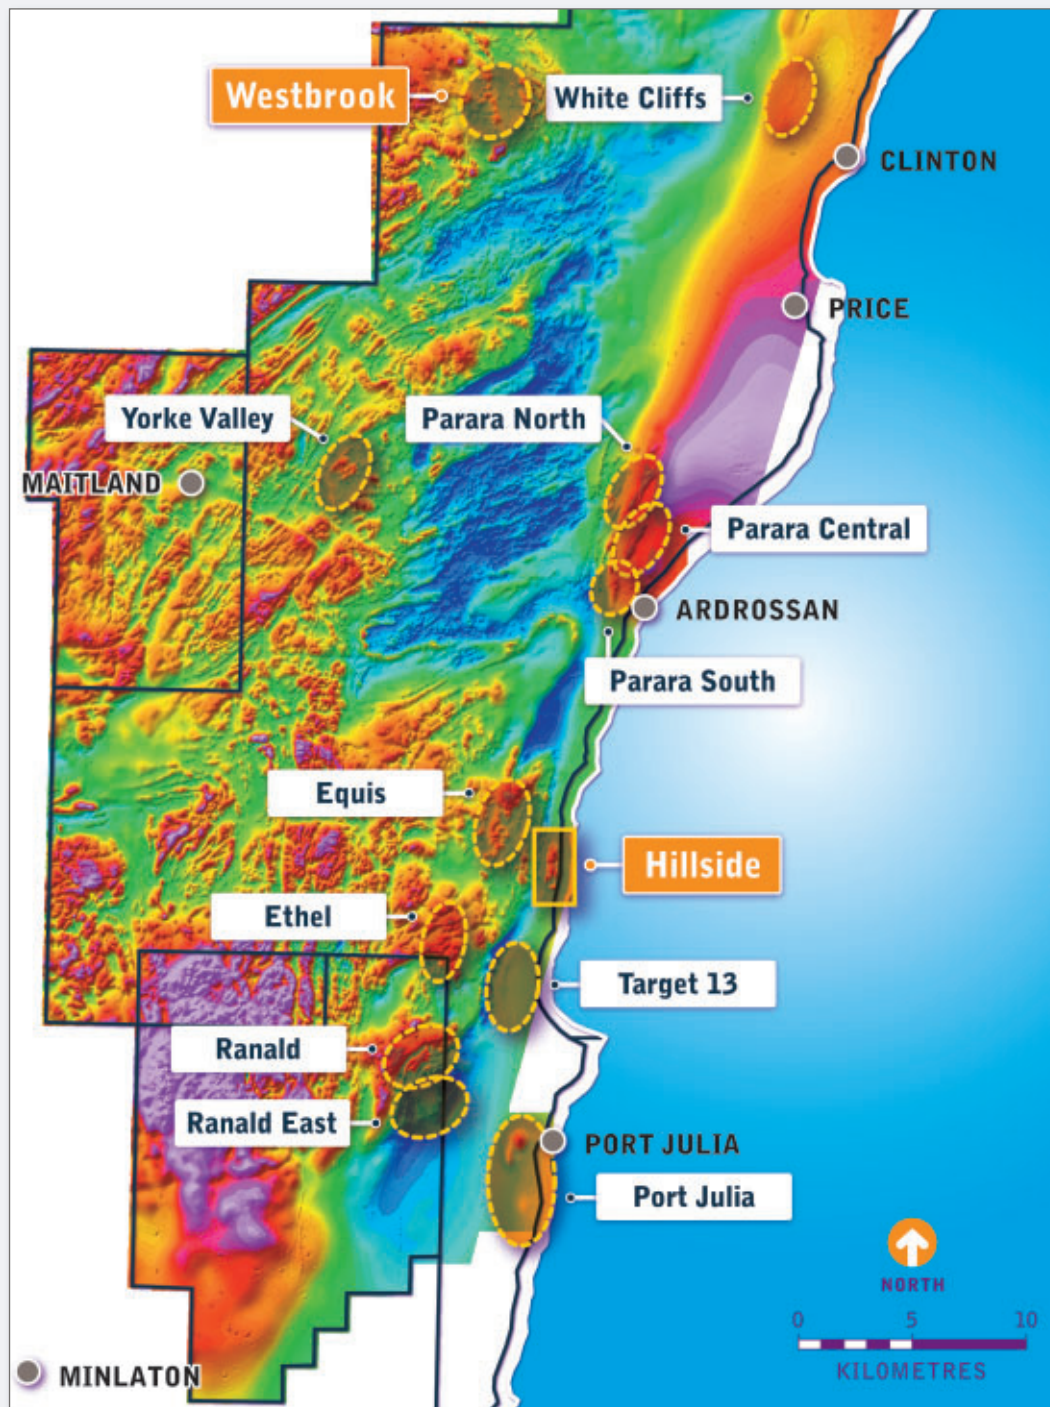 Westbrook
White Cliffs
CLINTON
PRICE
Yorke Valley
Parara North
MAITLAND
Parara Central
ARDROSSAN
Parara South
Equis
Hillside
Ethel
Target 13
Ranald
Ranald East
PORT JULIA
Port Julia
NORTH
0 5 10
KILOMETRES
MINLATON